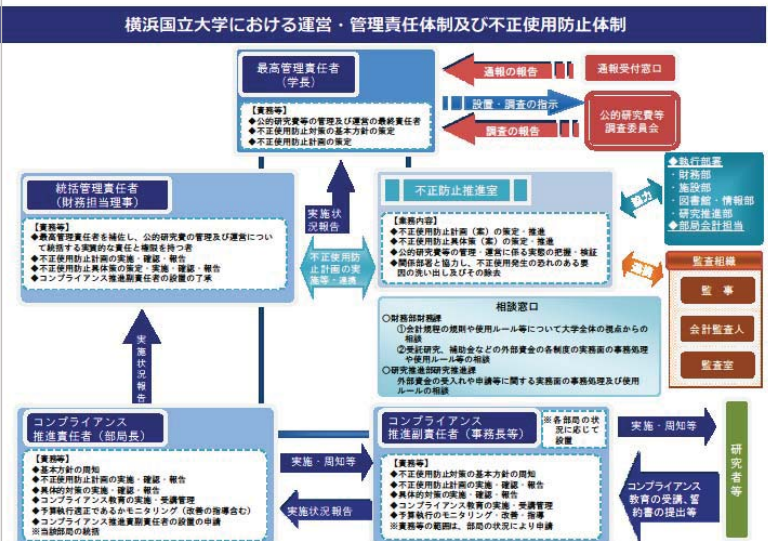 横浜国立大学における運営・管理責任体制及び不正使用防止体制
最高管理責任者
（学長）
【責務等】
◆公的研究費等の管理及び運営の最終責任者
◆不正使用防止対策の基本方針の策定
◆不正使用防止計画の策定
通報の報告
通報受付窓口
設置・調査の指示
調査の報告
公的研究費等
調査委員会
統括管理責任者
（財務担当理事）
【責務等】
◆最高管理責任者を補佐し、公的研究費の管理及び運営につい
て統括する実質的な責任と権限を持つ者
◆不正使用防止計画の実施・確認・報告
◆不正使用防止具体策の策定・実施・確認・報告
◆コンプライアンス推進副責任者の設置の了承
実施状
況報告
不正使用防
止計画の実
施等・連携
不正防止推進室
【業務内容】
◆不正使用防止計画（案）の策定・推進
◆不正使用防止具体策（案）の策定・推進
◆公的研究費等の管理・運営に係る実態の把握・検証
◆関係部署と協力し、不正使用発生の恐れのある要
因の洗い出し及びその除去
協力
◆執行部署
・財務部
・施設部
・図書館・情報部
・研究推進部
◆部局会計担当
連携
監査組織
監　事
会計監査人
監査室
相談窓口
○財務部財務課
①会計規程の規則や使用ルール等について大学全体の視点からの
相談
②受託研究、補助金などの外部資金の各制度の実務面の事務処理
や使用ルール等の相談
○研究推進部研究推進課
外部資金の受入れや申請等に関する実務面の事務処理及び使用
ルールの相談
実施状況報告
コンプライアンス
推進責任者（部局長）
【責務等】
◆基本方針の周知
◆不正使用防止計画の実施・確認・報告
◆具体的対策の実施・確認・報告
◆コンプライアンス教育の実施・受講管理
◆予算執行適正であるかモニタリング（改善の指導含む）
◆コンプライアンス推進責副責任者の設置の申請
※当該部局の統括
実施・周知等
実施状況報告
コンプライアンス
推進副責任者（事務長等）
※各部局の状
況に応じて
設置
【責務等】
◆不正使用防止対策の基本方針の周知
◆不正使用防止計画の実施・確認・報告
◆具体的対策の実施・確認・報告
◆コンプライアンス教育の実施・受講管理
◆予算執行のモニタリング・改善・指導
※責務等の範囲は、部局の状況により申請
実施・周知等
コンプライアンス
教育の受講、誓
約書の提出等
研究者等